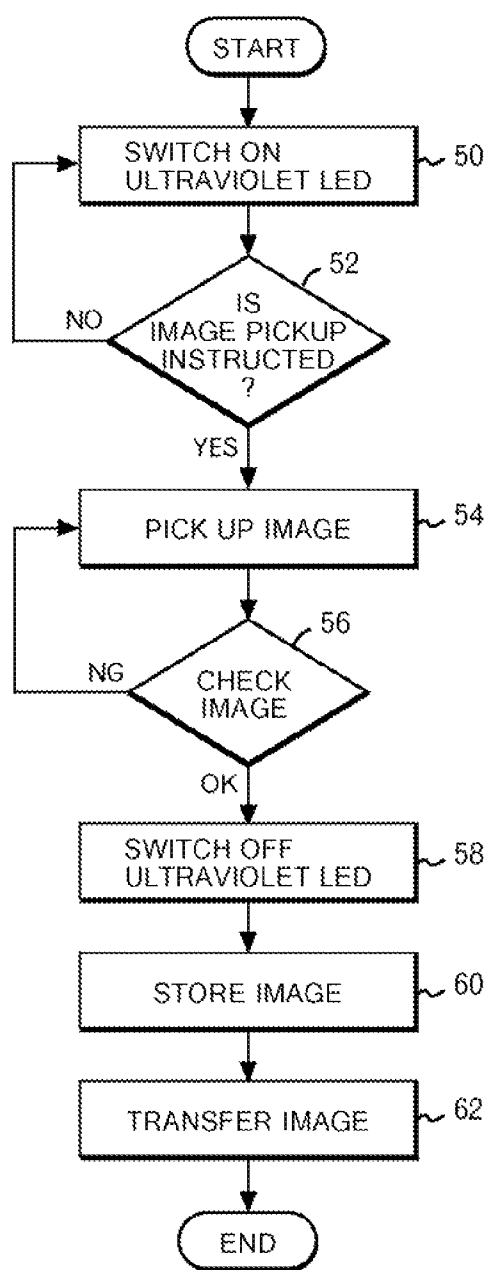 START
SWITCH ON
ULTRAVIOLET LED
50
52
IS
IMAGE PICKUP
INSTRUCTED
?
NO
YES
PICK UP IMAGE
54
56
CHECK
IMAGE
NG
OK
SWITCH OFF
ULTRAVIOLET LED
58
STORE IMAGE
60
TRANSFER IMAGE
62
END